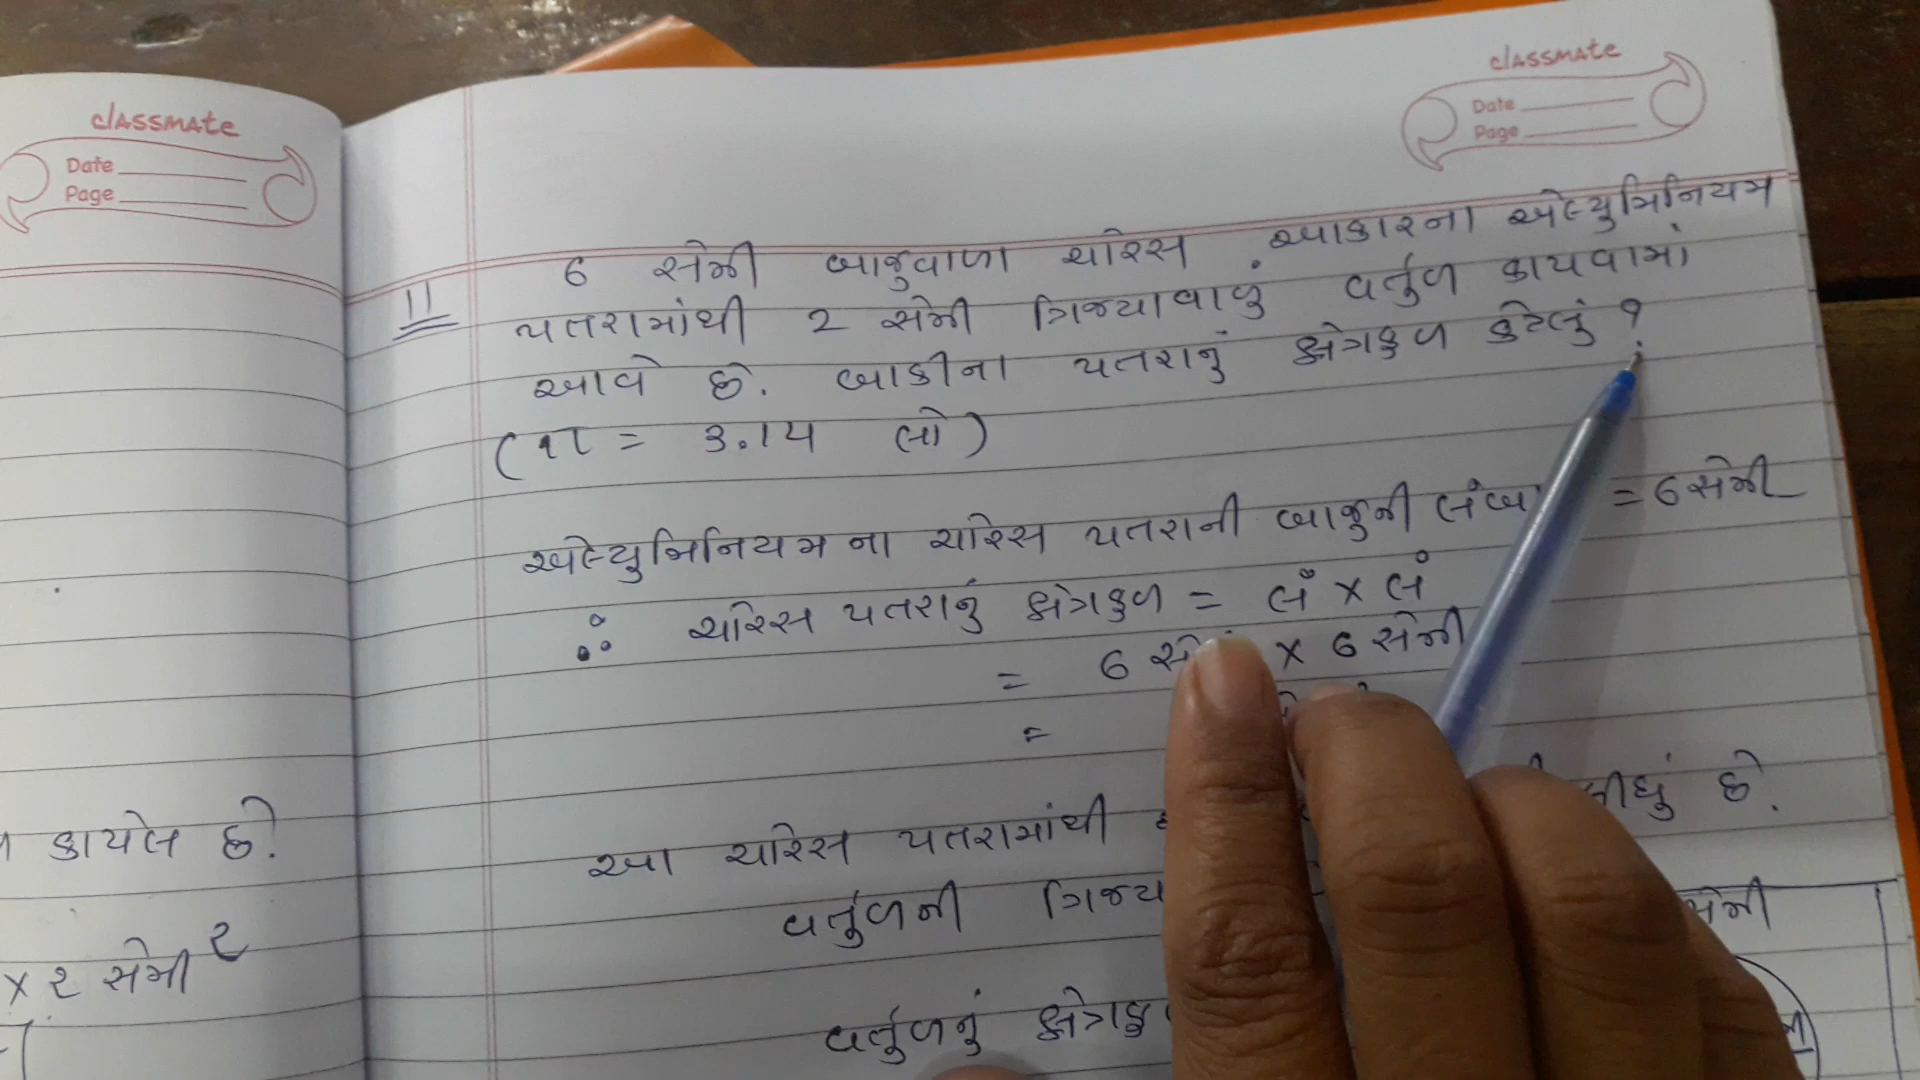 classmate
Date
Page
કાયેલ છે.
× 2 સેમી 2
classmate
Date
Page
11 6 સેમી બાજુવાળા ચોરસ આકારના એલ્યુમિનિયમ
પતરામાંથી 2 સેમી ત્રિજ્યાવાળું વર્તુળ કાપવામાં
આવે છે. બાકીના પતરાનું ક્ષેત્રફળ કેટલું ?
(π = 3.14 લો)
એલ્યુમિનિયમ ના ચોરસ પતરાની બાજુની = 6 સેમી
∴ ચોરસ પતરાનું ક્ષેત્રફળ = લં × લં
= 6 × 6 સેમી
=
આ ચોરસ પતરામાંથી છે.
વર્તુળની સેમી
વર્તુળનું